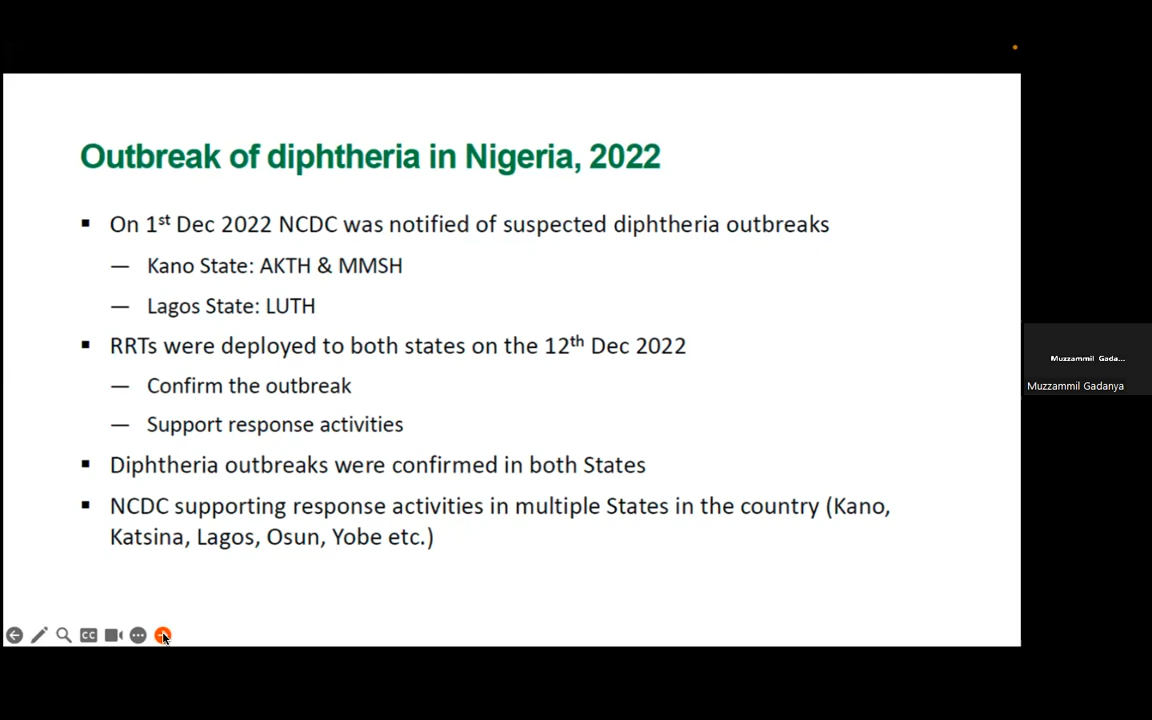 Outbreak of diphtheria in Nigeria, 2022
▪ On 1st Dec 2022 NCDC was notified of suspected diphtheria outbreaks
— Kano State: AKTH & MMSH
— Lagos State: LUTH
▪ RRTs were deployed to both states on the 12th Dec 2022
— Confirm the outbreak
— Support response activities
▪ Diphtheria outbreaks were confirmed in both States
▪ NCDC supporting response activities in multiple States in the country (Kano,
Katsina, Lagos, Osun, Yobe etc.)
Muzzammil Gada...
Muzzammil Gadanya
CC